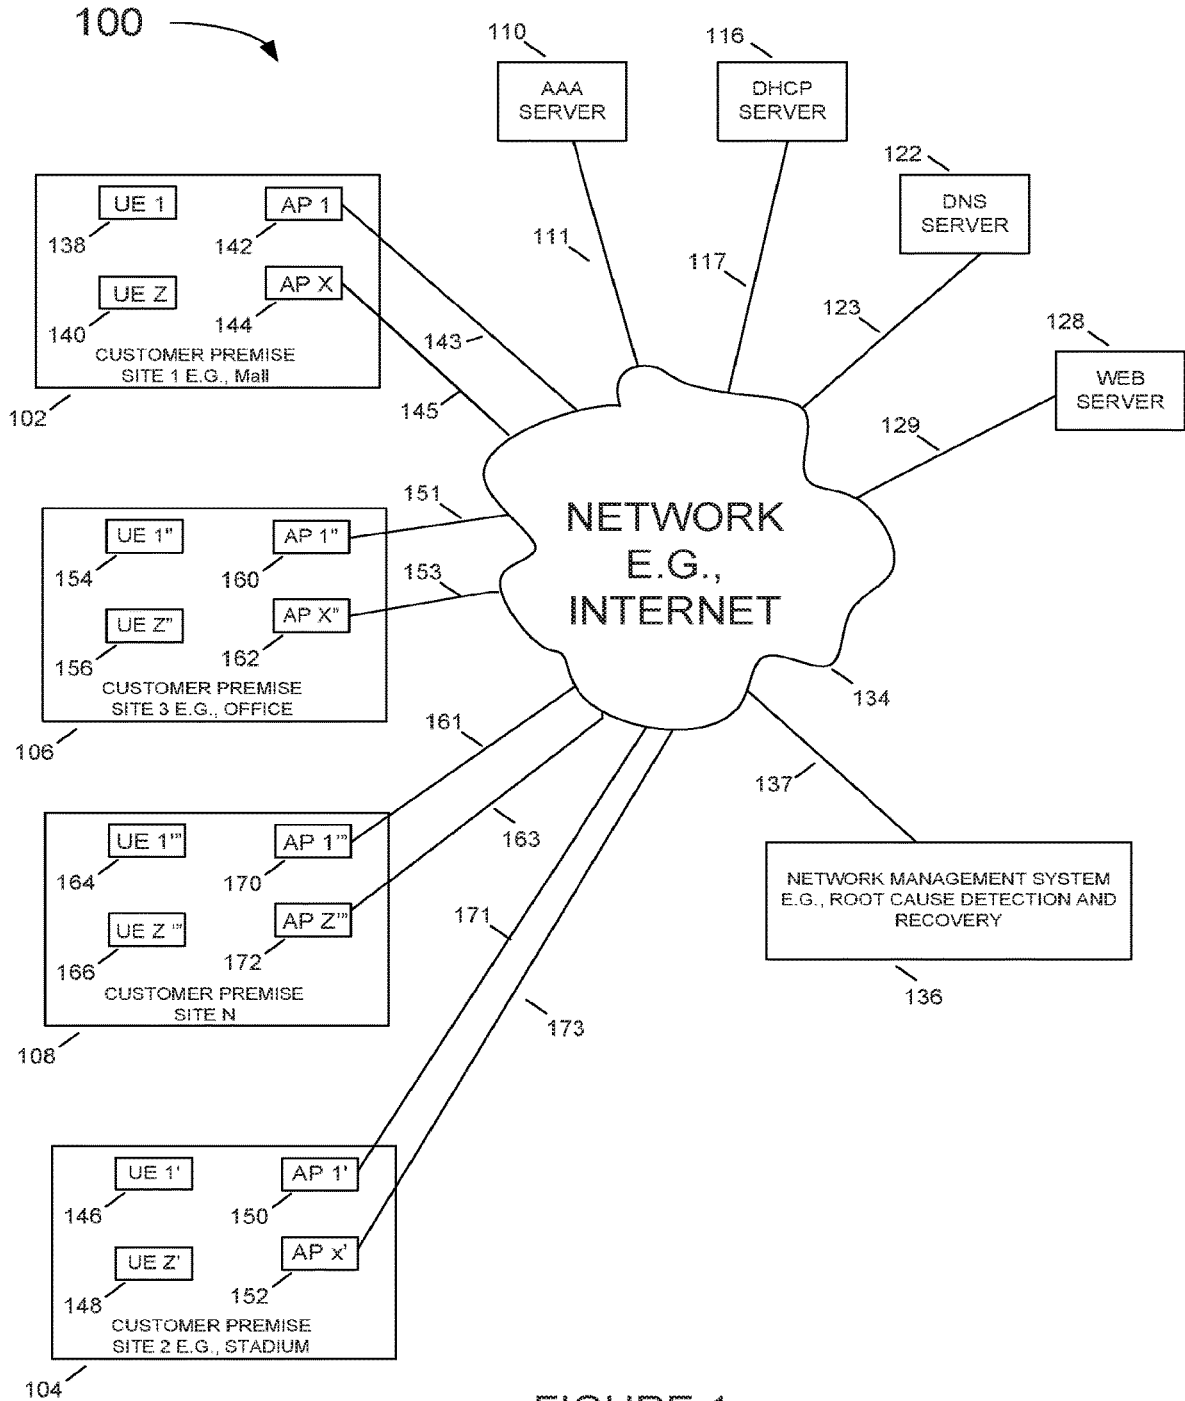 100
110
AAA
SERVER
111
116
DHCP
SERVER
117
122
DNS
SERVER
123
128
WEB
SERVER
129
UE 1
138
AP 1
142
UE Z
140
AP X
144
CUSTOMER PREMISE
SITE 1 E.G., Mall
102
143
145
UE 1"
154
AP 1"
160
UE Z"
156
AP X"
162
CUSTOMER PREMISE
SITE 3 E.G., OFFICE
106
151
153
NETWORK
E.G.,
INTERNET
134
UE 1'"
164
AP 1'"
170
UE Z '"
166
AP Z'"
172
CUSTOMER PREMISE
SITE N
108
161
163
137
NETWORK MANAGEMENT SYSTEM
E.G., ROOT CAUSE DETECTION AND
RECOVERY
136
171
173
UE 1'
146
AP 1'
150
UE Z'
148
AP x'
152
CUSTOMER PREMISE
SITE 2 E.G., STADIUM
104
FIGURE 1